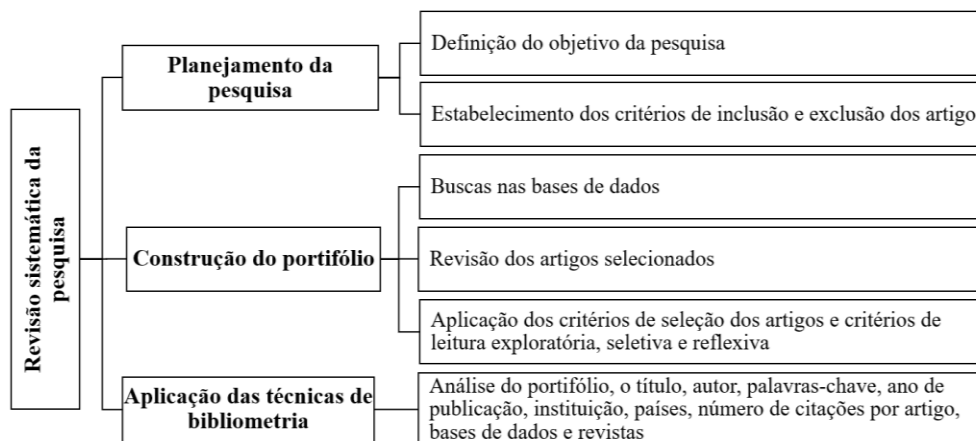 Revisão sistemática da
pesquisa
Planejamento da
pesquisa
Definição do objetivo da pesquisa
Estabelecimento dos critérios de inclusão e exclusão dos artigo
Construção do portifólio
Buscas nas bases de dados
Revisão dos artigos selecionados
Aplicação dos critérios de seleção dos artigos e critérios de
leitura exploratória, seletiva e reflexiva
Aplicação das técnicas de
bibliometria
Análise do portifólio, o título, autor, palavras-chave, ano de
publicação, instituição, países, número de citações por artigo,
bases de dados e revistas